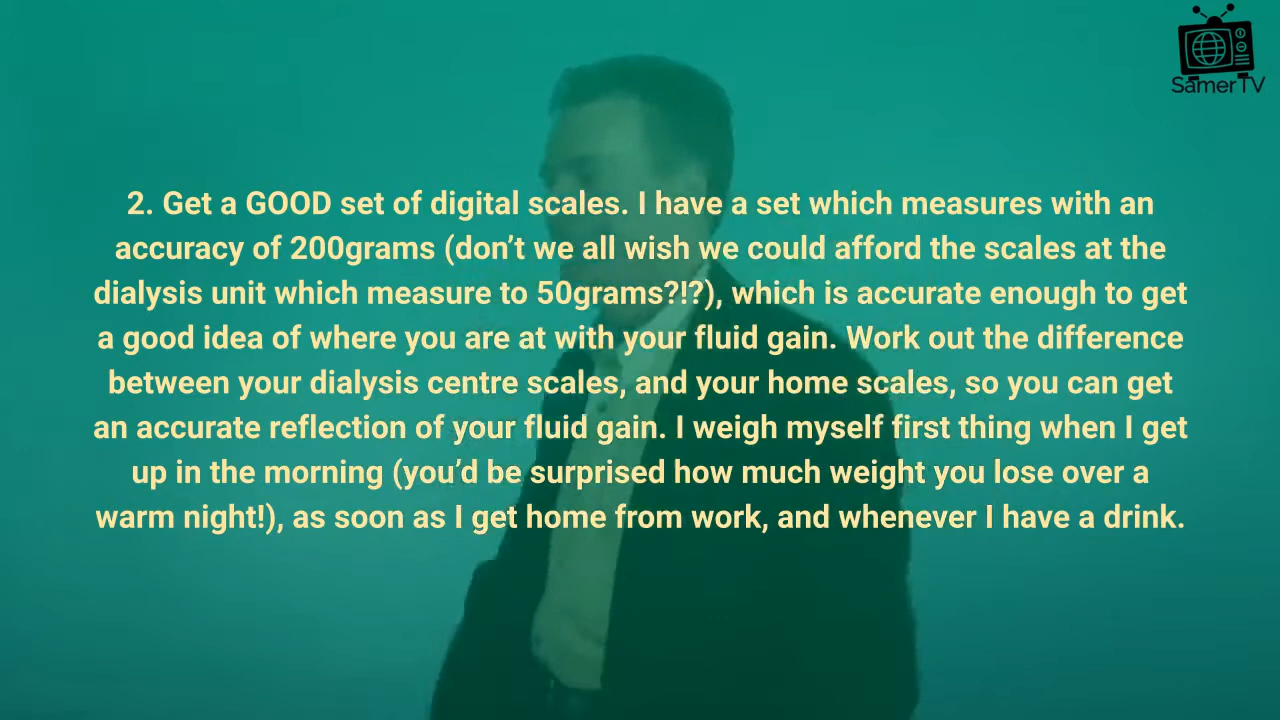 SamerTV
2. Get a GOOD set of digital scales. I have a set which measures with an
accuracy of 200grams (don’t we all wish we could afford the scales at the
dialysis unit which measure to 50grams?!?), which is accurate enough to get
a good idea of where you are at with your fluid gain. Work out the difference
between your dialysis centre scales, and your home scales, so you can get
an accurate reflection of your fluid gain. I weigh myself first thing when I get
up in the morning (you’d be surprised how much weight you lose over a
warm night!), as soon as I get home from work, and whenever I have a drink.